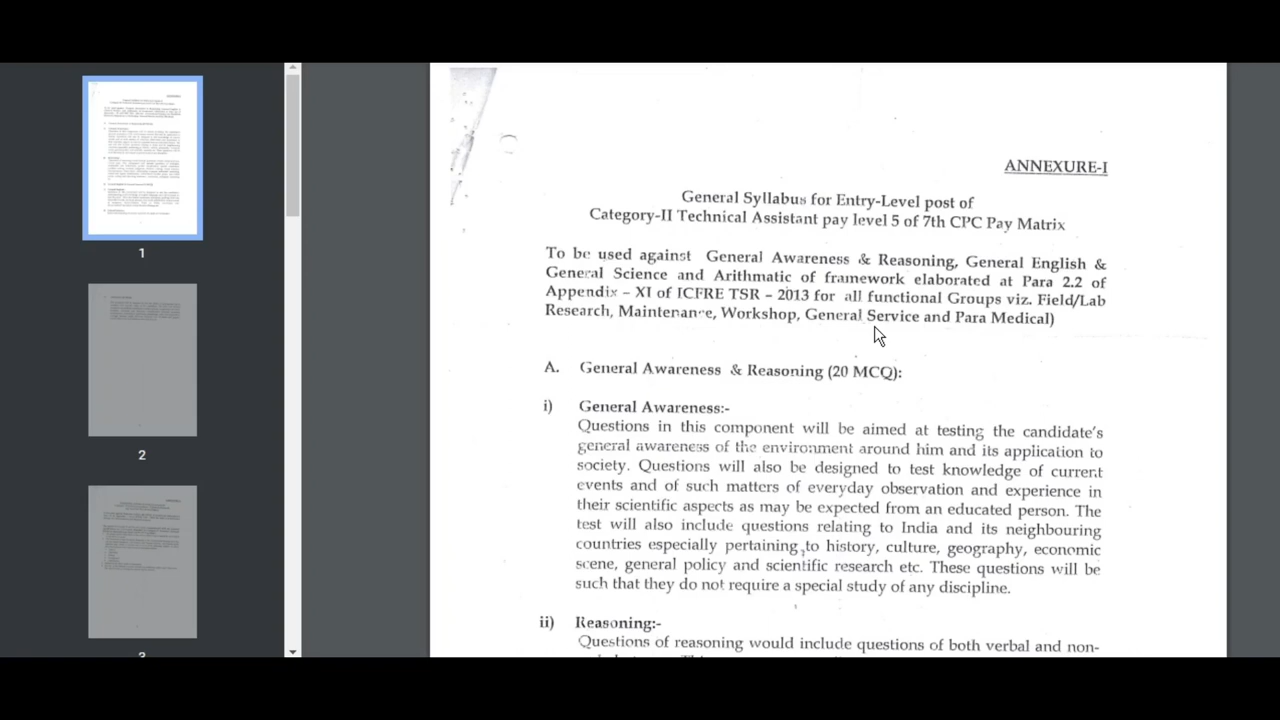 ANNEXURE-I
General Syllabus for Entry-Level post of
Category-II Technical Assistant pay level 5 of 7th CPC Pay Matrix
To be used against General Awareness & Reasoning, General English &
General Science and Arithmatic of framework elaborated at Para 2.2 of
Appendix – XI of ICFRE TSR – 2013 for all functional Groups viz. Field/Lab
Research, Maintenance, Workshop, General Service and Para Medical)
A. General Awareness & Reasoning (20 MCQ):
i) General Awareness:-
Questions in this component will be aimed at testing the candidate's
general awareness of the environment around him and its application to
society. Questions will also be designed to test knowledge of current
events and of such matters of everyday observation and experience in
their scientific aspects as may be expected from an educated person. The
test will also include questions relating to India and its neighbouring
countries especially pertaining to history, culture, geography, economic
scene, general policy and scientific research etc. These questions will be
such that they do not require a special study of any discipline.
ii) Reasoning:-
Questions of reasoning would include questions of both verbal and non-
1
2
3